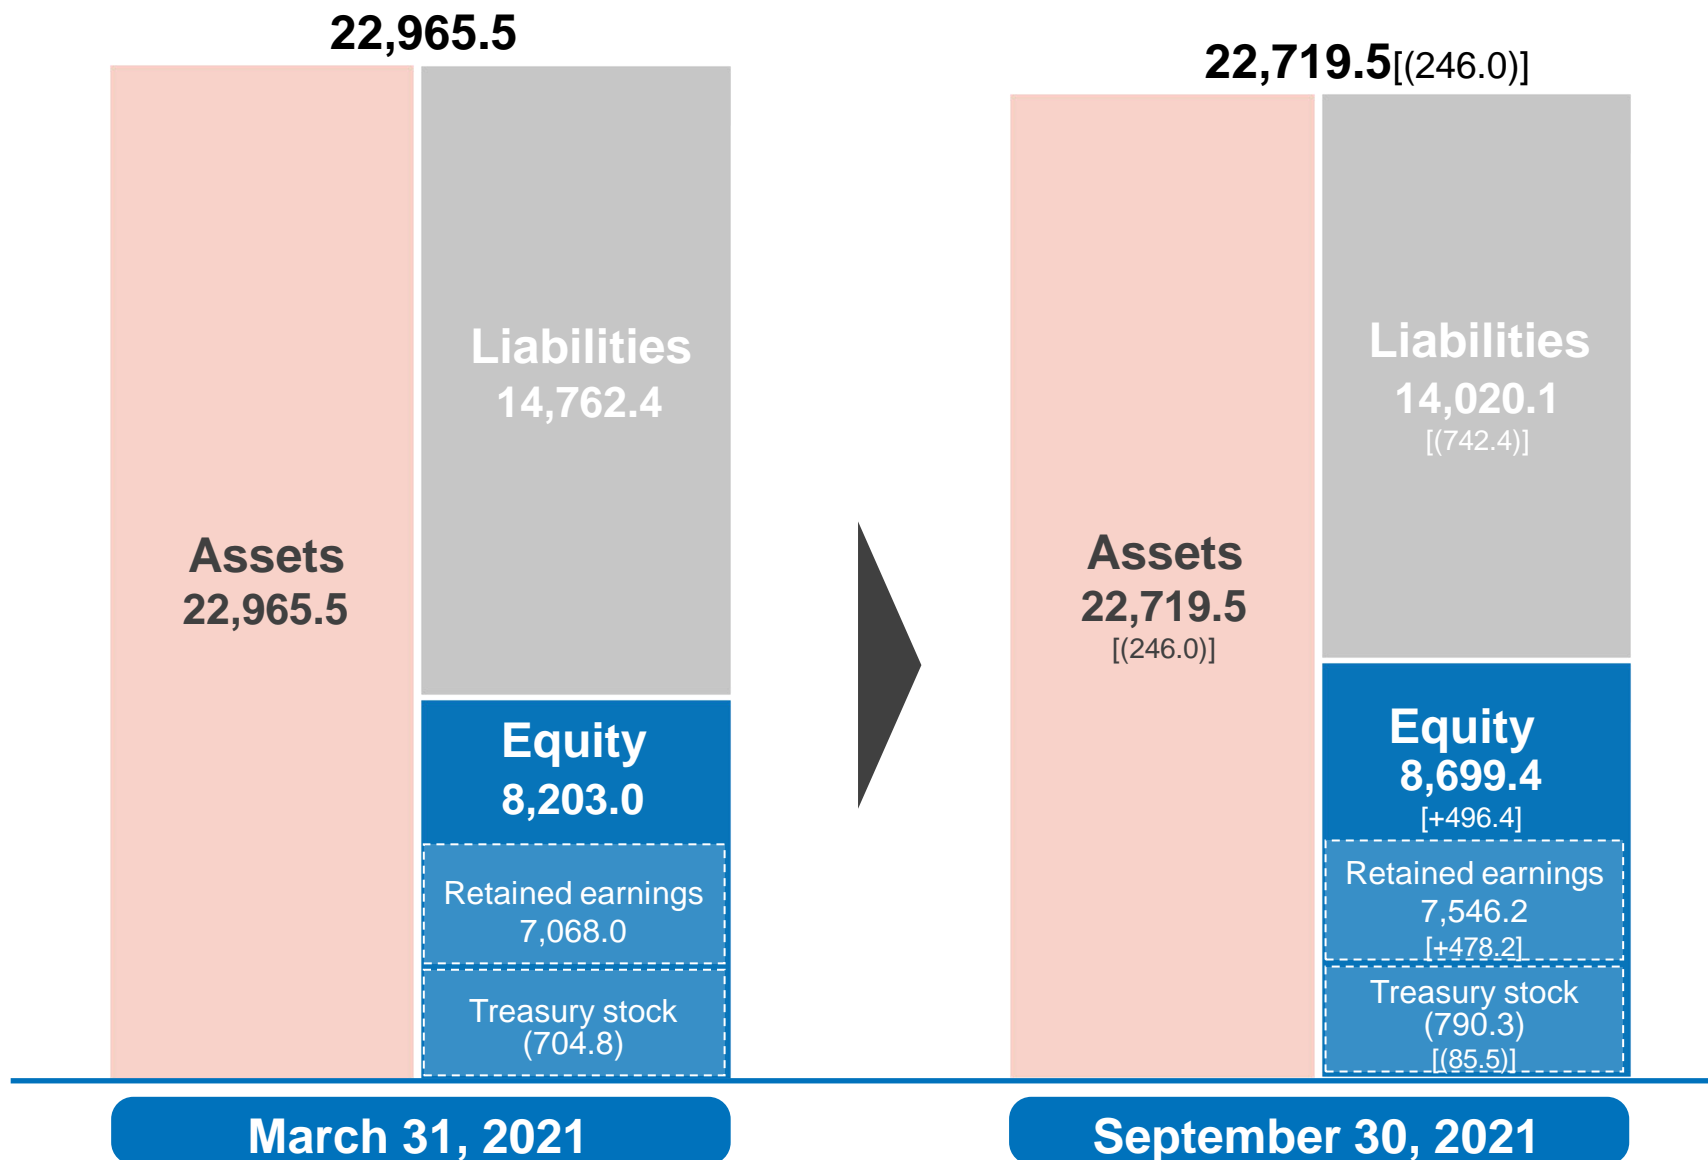 22,965.5
Assets
22,965.5
Liabilities
14,762.4
Equity
8,203.0
Retained earnings
7,068.0
Treasury stock
(704.8)
March 31, 2021
22,719.5[(246.0)]
Assets
22,719.5
[(246.0)]
Liabilities
14,020.1
[(742.4)]
Equity
8,699.4
[+496.4]
Retained earnings
7,546.2
[+478.2]
Treasury stock
(790.3)
[(85.5)]
September 30, 2021